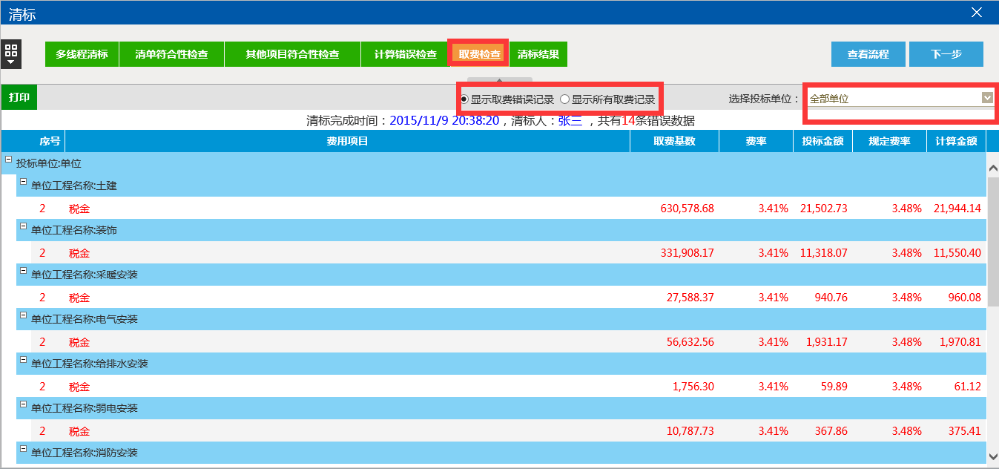 清标
多线程清标 清单符合性检查 其他项目符合性检查 计算错误检查 取费检查 清标结果 查看流程 下一步
打印 显示取费错误记录 显示所有取费记录 选择投标单位： 全部单位
清标完成时间：2015/11/9 20:38:20，清标人：张三 ，共有14条错误数据
序号 费用项目 取费基数 费率 投标金额 规定费率 计算金额
投标单位:单位
单位工程名称:土建
2 税金 630,578.68 3.41% 21,502.73 3.48% 21,944.14
单位工程名称:装饰
2 税金 331,908.17 3.41% 11,318.07 3.48% 11,550.40
单位工程名称:采暖安装
2 税金 27,588.37 3.41% 940.76 3.48% 960.08
单位工程名称:电气安装
2 税金 56,632.56 3.41% 1,931.17 3.48% 1,970.81
单位工程名称:给排水安装
2 税金 1,756.30 3.41% 59.89 3.48% 61.12
单位工程名称:弱电安装
2 税金 10,787.73 3.41% 367.86 3.48% 375.41
单位工程名称:消防安装